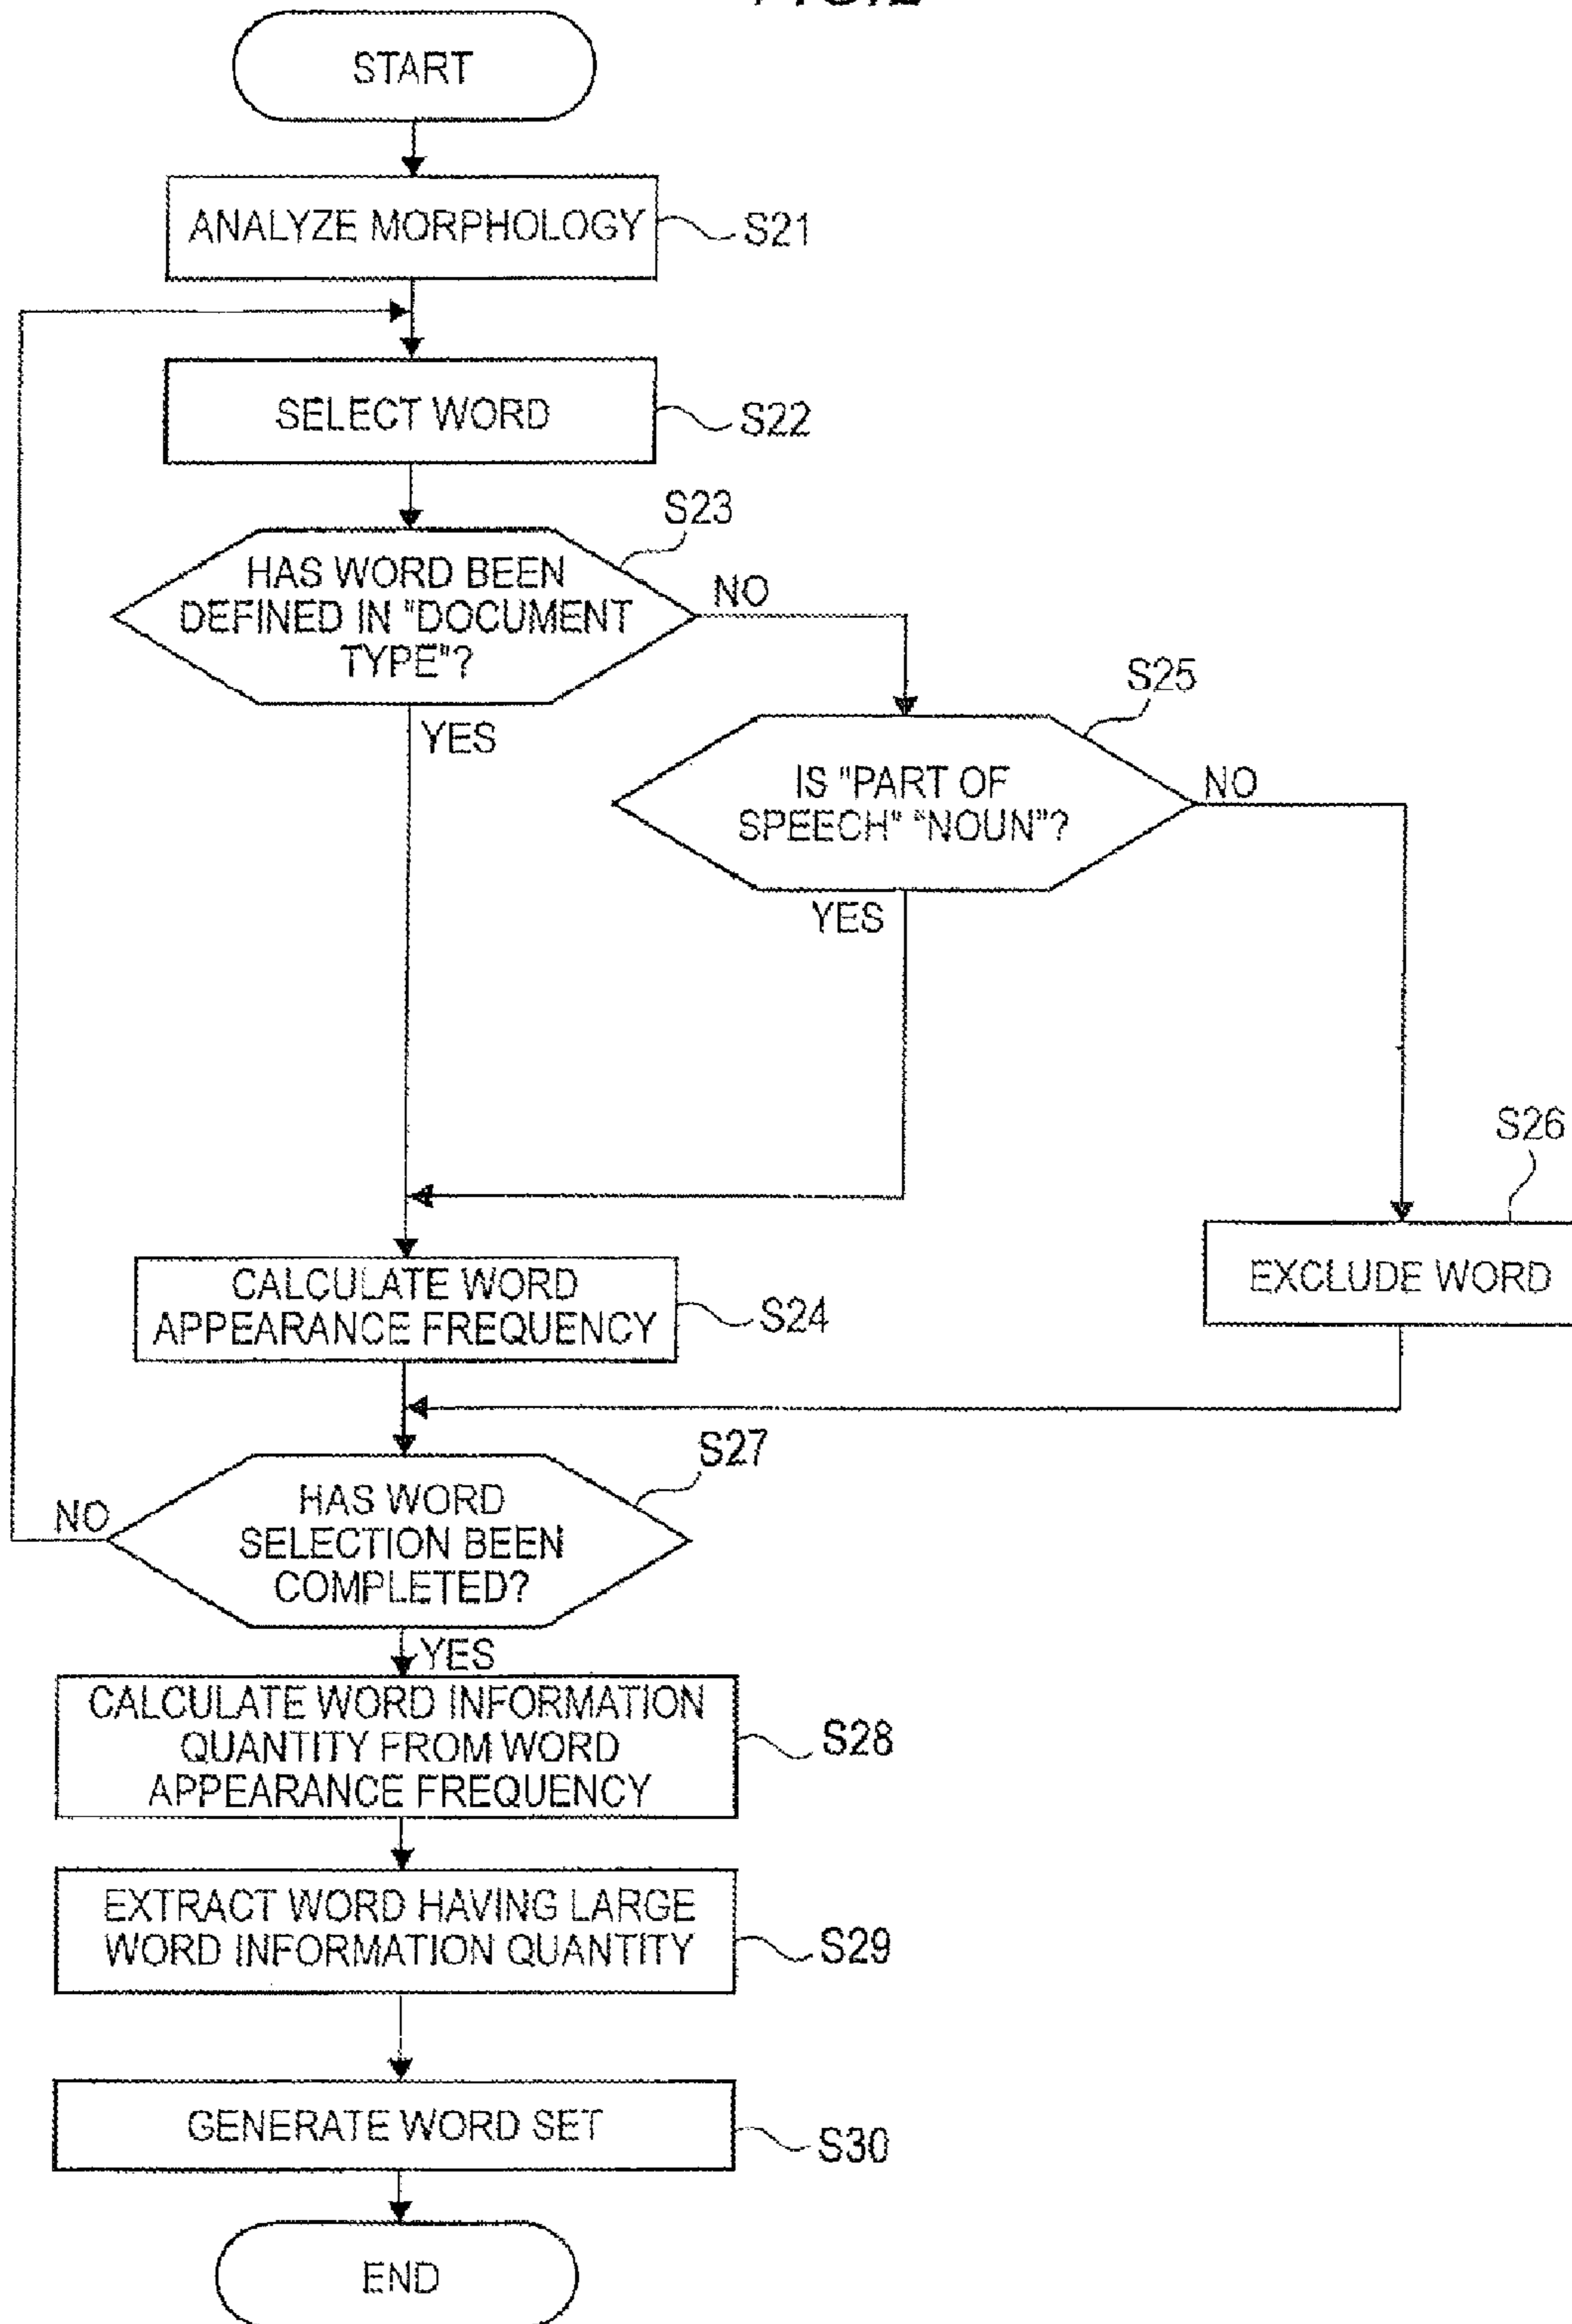 START
ANALYZE MORPHOLOGY
S21
SELECT WORD
S22
S23
HAS WORD BEEN
DEFINED IN "DOCUMENT
TYPE"?
NO
YES
S25
IS "PART OF
SPEECH" "NOUN"?
NO
YES
S26
EXCLUDE WORD
CALCULATE WORD
APPEARANCE FREQUENCY
S24
S27
HAS WORD
SELECTION BEEN
COMPLETED?
NO
YES
CALCULATE WORD INFORMATION
QUANTITY FROM WORD
APPEARANCE FREQUENCY
S28
EXTRACT WORD HAVING LARGE
WORD INFORMATION QUANTITY
S29
GENERATE WORD SET
S30
END